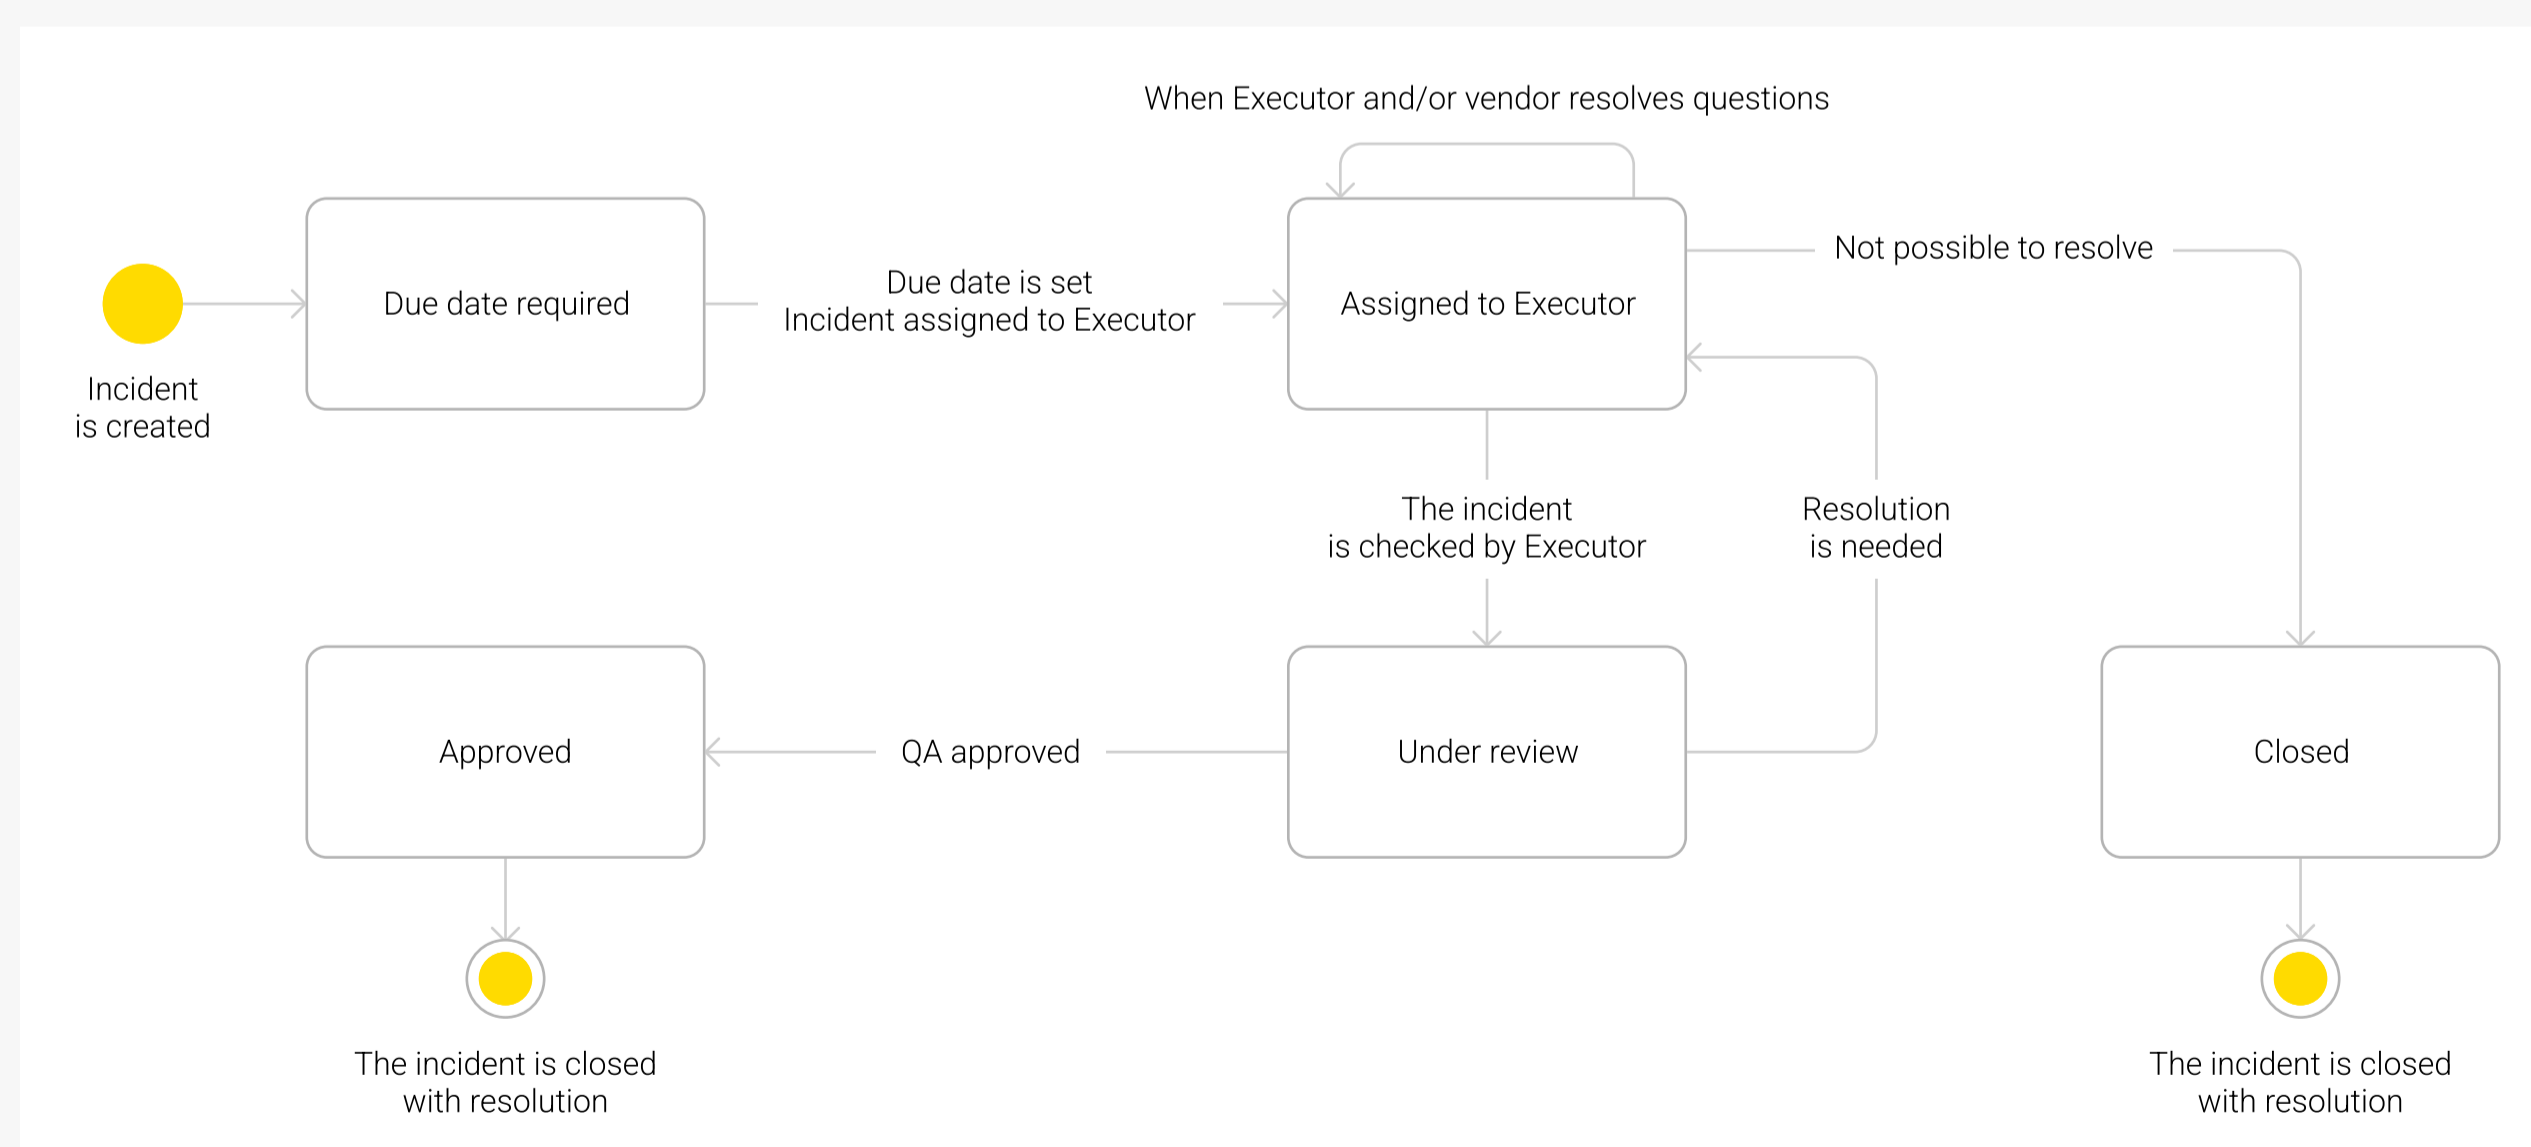 When Executor and/or vendor resolves questions
Not possible to resolve
Due date is set
Incident assigned to Executor
Due date required
Assigned to Executor
Incident
is created
The incident
is checked by Executor
Resolution
is needed
Approved
QA approved
Under review
Closed
The incident is closed
with resolution
The incident is closed
with resolution